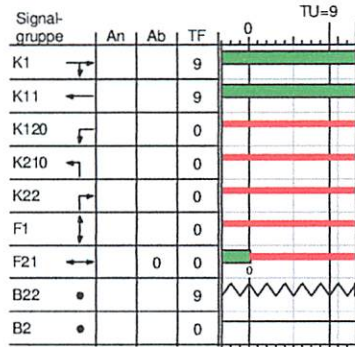 Signal-
gruppe An Ab TF 0 TU=9
K1 9
K11 9
K120 0
K210 0
K22 0
F1 0
F21 0 0 0
B22 9
B2 0